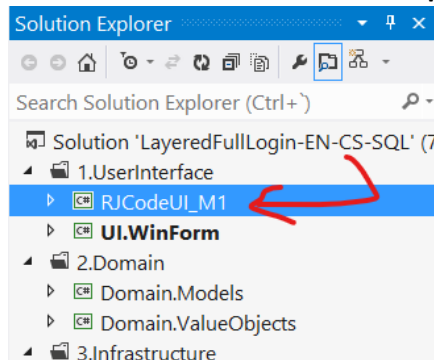 Solution Explorer
Search Solution Explorer (Ctrl+`)
Solution 'LayeredFullLogin-EN-CS-SQL' (7
1.UserInterface
C# RJCodeUI_M1
C# UI.WinForm
2.Domain
C# Domain.Models
C# Domain.ValueObjects
3.Infrastructure